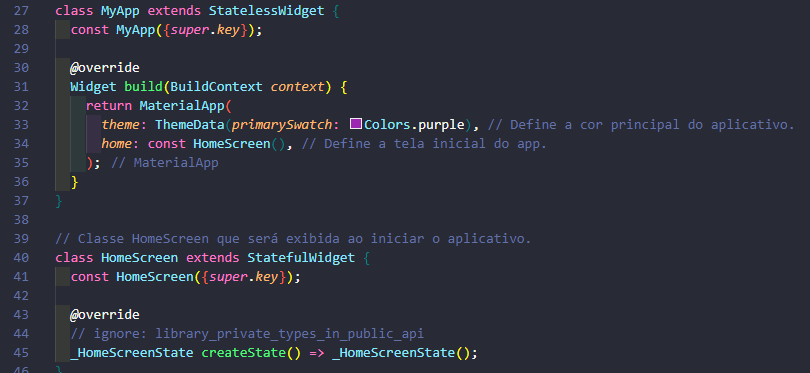 27 class MyApp extends StatelessWidget {
28   const MyApp({super.key});
29
30   @override
31   Widget build(BuildContext context) {
32     return MaterialApp(
33       theme: ThemeData(primarySwatch: Colors.purple), // Define a cor principal do aplicativo.
34       home: const HomeScreen(), // Define a tela inicial do app.
35     ); // MaterialApp
36   }
37 }
38
39 // Classe HomeScreen que será exibida ao iniciar o aplicativo.
40 class HomeScreen extends StatefulWidget {
41   const HomeScreen({super.key});
42
43   @override
44   // ignore: library_private_types_in_public_api
45   _HomeScreenState createState() => _HomeScreenState();
46 }